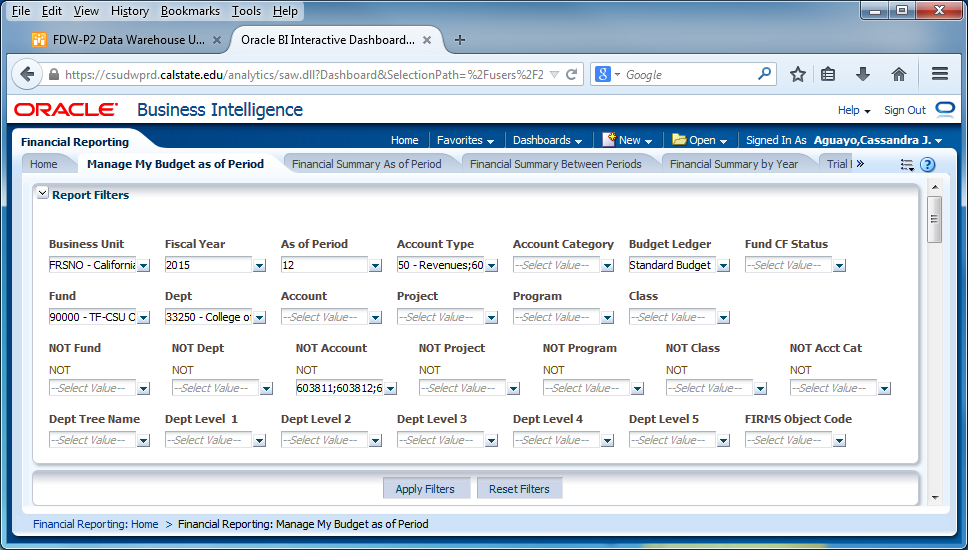 File Edit View History Bookmarks Tools Help
FDW-P2 Data Warehouse U... Oracle BI Interactive Dashboard...
https://csudwprd.calstate.edu/analytics/saw.dll?Dashboard&SelectionPath=%2Fusers%2F2 Google
ORACLE Business Intelligence Help Sign Out
Financial Reporting Home Favorites Dashboards New Open Signed In As Aguayo,Cassandra J.
Home Manage My Budget as of Period Financial Summary As of Period Financial Summary Between Periods Financial Summary by Year Trial »
Report Filters
Business Unit Fiscal Year As of Period Account Type Account Category Budget Ledger Fund CF Status
FRSNO - California 2015 12 50 - Revenues;60 --Select Value-- Standard Budget --Select Value--
Fund Dept Account Project Program Class
90000 - TF-CSU O 33250 - College of --Select Value-- --Select Value-- --Select Value-- --Select Value--
NOT Fund NOT Dept NOT Account NOT Project NOT Program NOT Class NOT Acct Cat
NOT NOT NOT NOT NOT NOT NOT
--Select Value-- --Select Value-- 603811;603812;6 --Select Value-- --Select Value-- --Select Value-- --Select Value--
Dept Tree Name Dept Level 1 Dept Level 2 Dept Level 3 Dept Level 4 Dept Level 5 FIRMS Object Code
--Select Value-- --Select Value-- --Select Value-- --Select Value-- --Select Value-- --Select Value-- --Select Value--
Apply Filters Reset Filters
Financial Reporting: Home > Financial Reporting: Manage My Budget as of Period